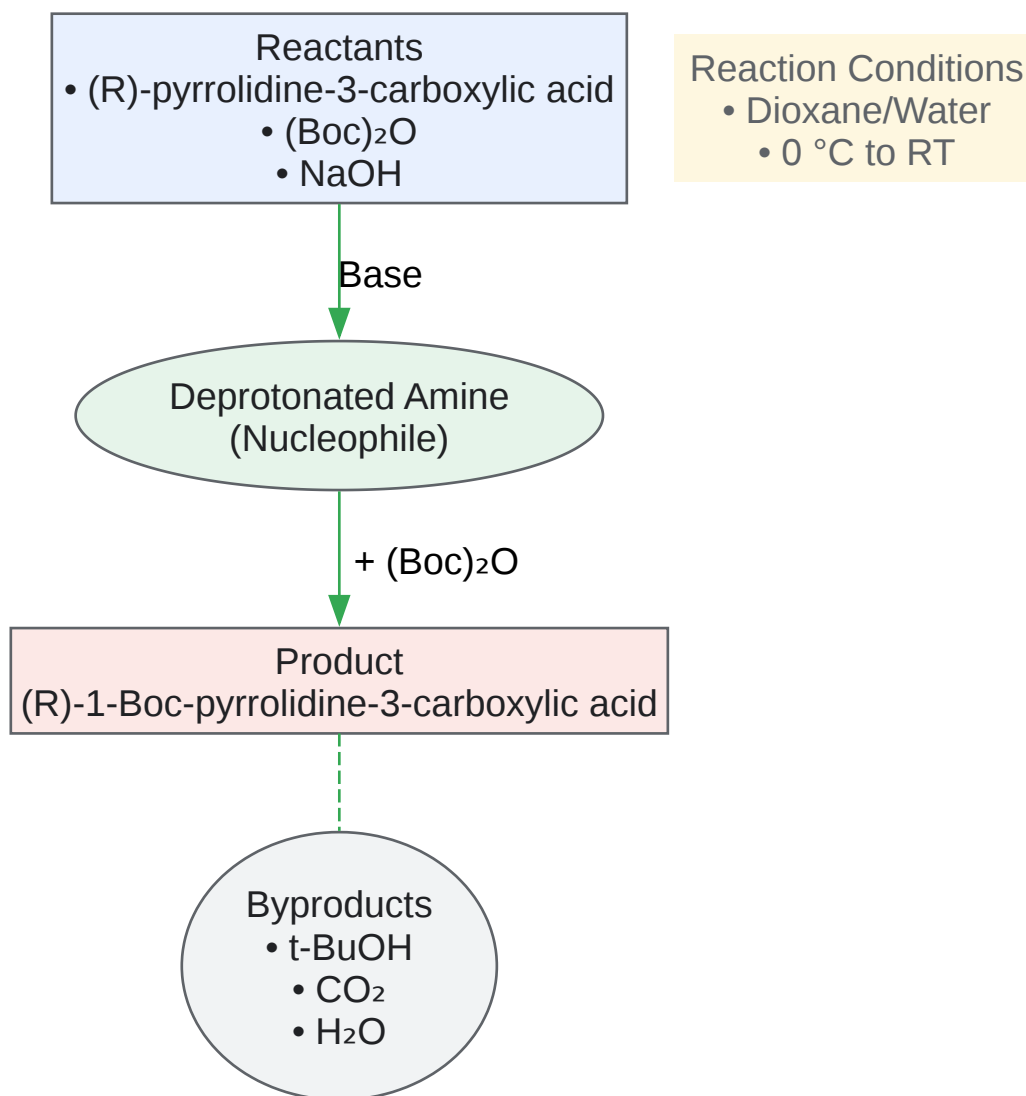 Reactants
• (R)-pyrrolidine-3-carboxylic acid
• (Boc)₂O
• NaOH
Reaction Conditions
• Dioxane/Water
• 0 °C to RT
Base
Deprotonated Amine
(Nucleophile)
+ (Boc)₂O
Product
(R)-1-Boc-pyrrolidine-3-carboxylic acid
Byproducts
• t-BuOH
• CO₂
• H₂O